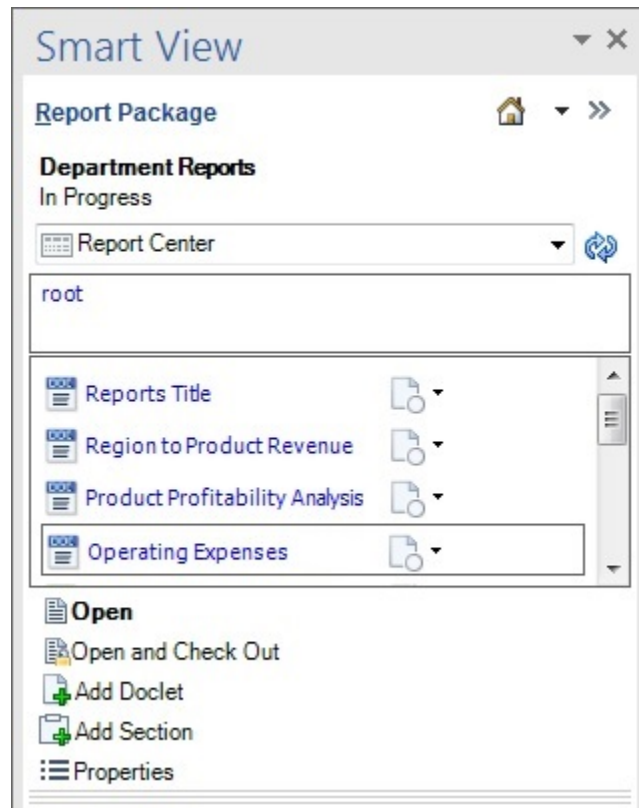 Smart View
Report Package
Department Reports
In Progress
Report Center
root
Reports Title
Region to Product Revenue
Product Profitability Analysis
Operating Expenses
Open
Open and Check Out
Add Doclet
Add Section
Properties